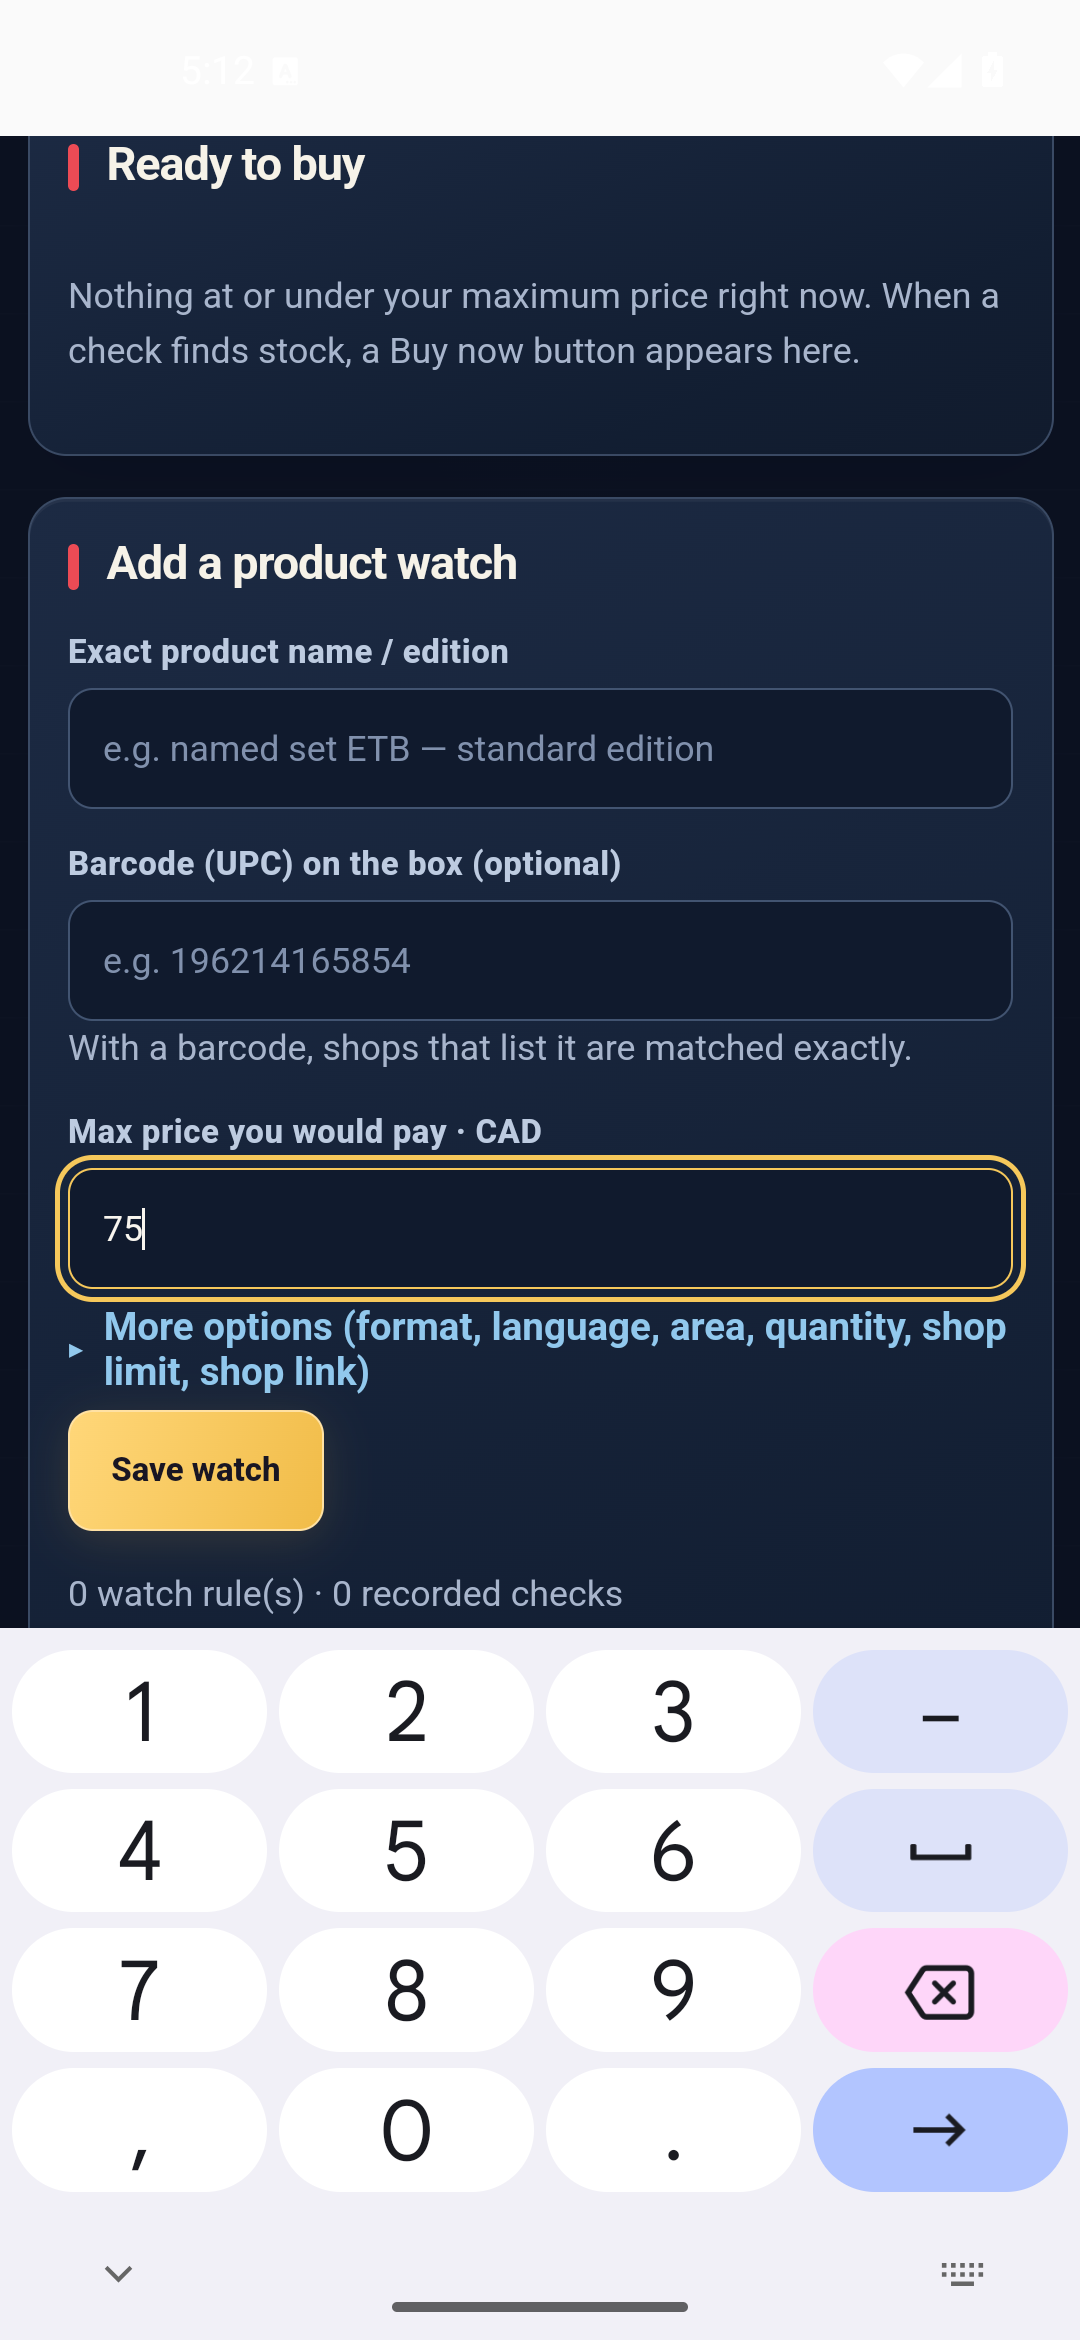 5:12
Ready to buy
Nothing at or under your maximum price right now. When a
check finds stock, a Buy now button appears here.
Add a product watch
Exact product name / edition
e.g. named set ETB — standard edition
Barcode (UPC) on the box (optional)
e.g. 196214165854
With a barcode, shops that list it are matched exactly.
Max price you would pay · CAD
75
More options (format, language, area, quantity, shop
limit, shop link)
Save watch
0 watch rule(s) · 0 recorded checks
1 2 3 –
4 5 6
7 8 9
, 0 .